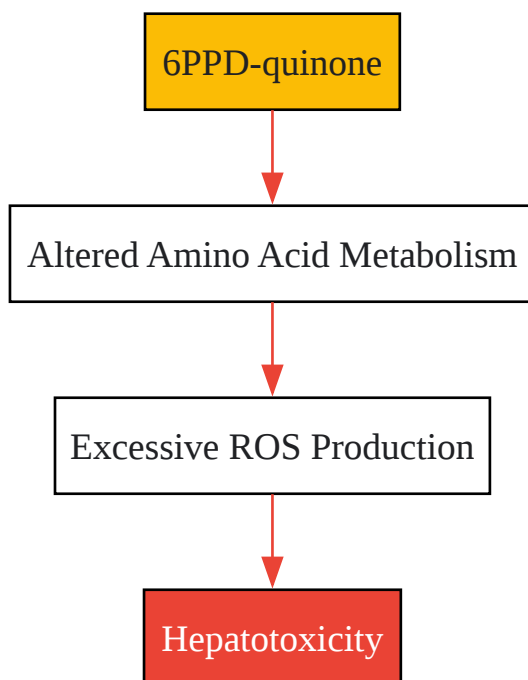 6PPD-quinone
Altered Amino Acid Metabolism
Excessive ROS Production
Hepatotoxicity